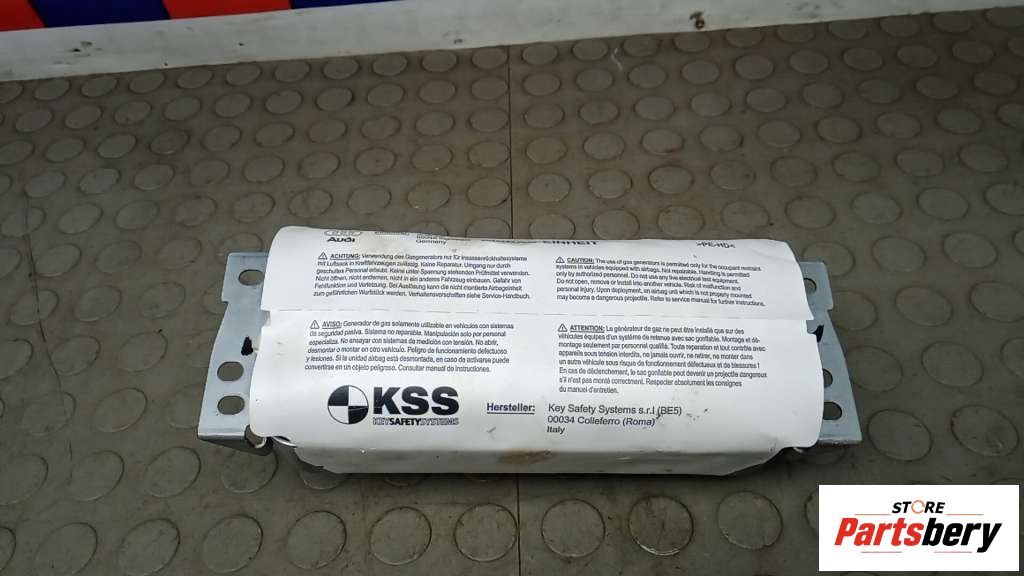 Audi
Germany
EINHEIT
>PE-HD<
ACHTUNG: Verwendung des Gasgenerators nur für Insassenrückhaltesysteme
mit Luftsack in Kraftfahrzeugen zulässig. Keine Reparatur. Umgang nur durch
geschultes Personal erlaubt. Keine unter Spannung stehenden Prüfmittel verwenden.
Nicht öffnen, nicht entfernen, nicht in ein anderes Fahrzeug einbauen. Gefahr von
Fehlfunktion und Verletzung. Bei Auslösung kann die nicht montierte Airbageinheit
zum gefährlichen Wurfstück werden. Verhaltensvorschriften siehe Service-Handbuch.
CAUTION: The use of gas generators is permitted only for the occupant restraint
systems in vehicles equipped with airbags. Not repairable. Handling is permitted
only by authorized personel. Do not use any live electrical test equipment.
Do not open, remove or install into another vehicle. Risk of malfunction and
personal injury. Upon deployment, an airbag unit which is not properly mounted
may become a dangerous projectile. Refer to service manual for further instructions.
AVISO: Generador de gas solamente utilizable en vehículos con sistemas
de seguridad pasiva. Sistema no reparable. Manipulación solo por personal
especializa. No ensayar con sistemas de medición con tensión. No abrir,
desmontar o montar en otro vehículo. Peligro de funcionamiento defectuoso
y lesiones. Si la unidad airbag está desmontada, en caso de activarse puede
convertirse en un objeto peligroso. Consultar manual de instrucciones.
ATTENTION: Le générateur de gaz ne peut être installé que sur des
véhicules équipés d'un système de retenue avec sac gonflable. Montage et dé-
montage seulement par personnel qualifié. Toute reparation et tout contrôle avec
appareils sous tension interdits, ne jamais ouvrir, ne retirer, ne monter dans
un autre véhicule sous risque de fonctionnement défectueux et de blessures !
En cas de déclenchement, le sac gonflable peut devenir un projectile dangereux
s'il n'est pas monté correctement. Respecter absolument les consignes
du manuel d'entretien.
KSS
KEYSAFETYSYSTEMS
Hersteller:
Key Safety Systems s.r.l (BE5)
00034 Colleferro (Roma)
Italy
STORE
Partsbery